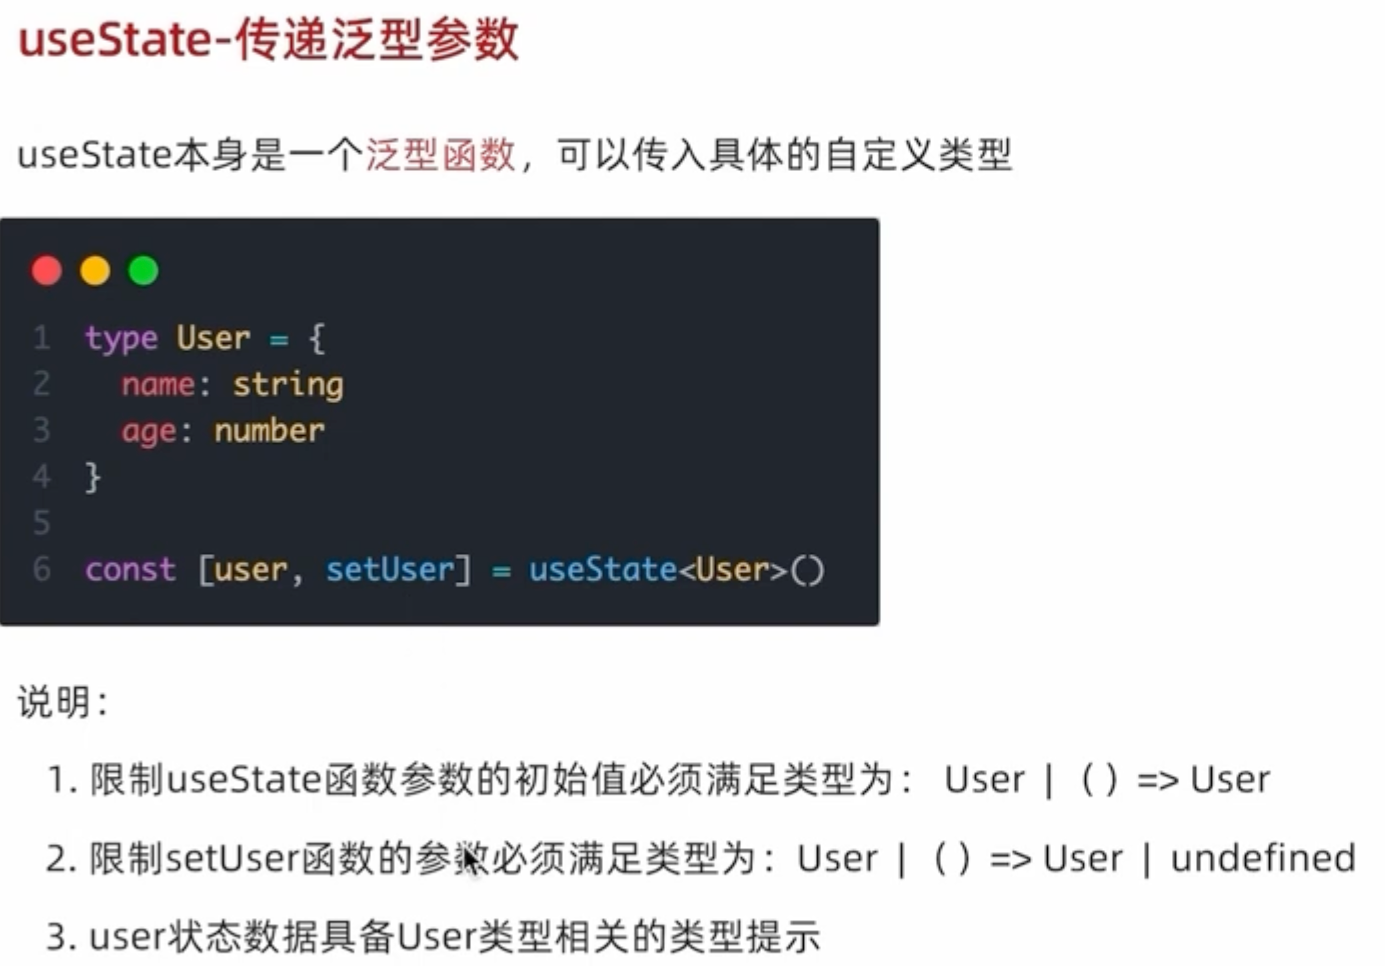 useState-传递泛型参数
useState本身是一个泛型函数，可以传入具体的自定义类型
1 type User = {
2 name: string
3 age: number
4 }
5
6 const [user, setUser] = useState<User>()
说明：
1. 限制useState函数参数的初始值必须满足类型为： User | ( ) => User
2. 限制setUser函数的参数必须满足类型为：User | ( ) => User | undefined
3. user状态数据具备User类型相关的类型提示